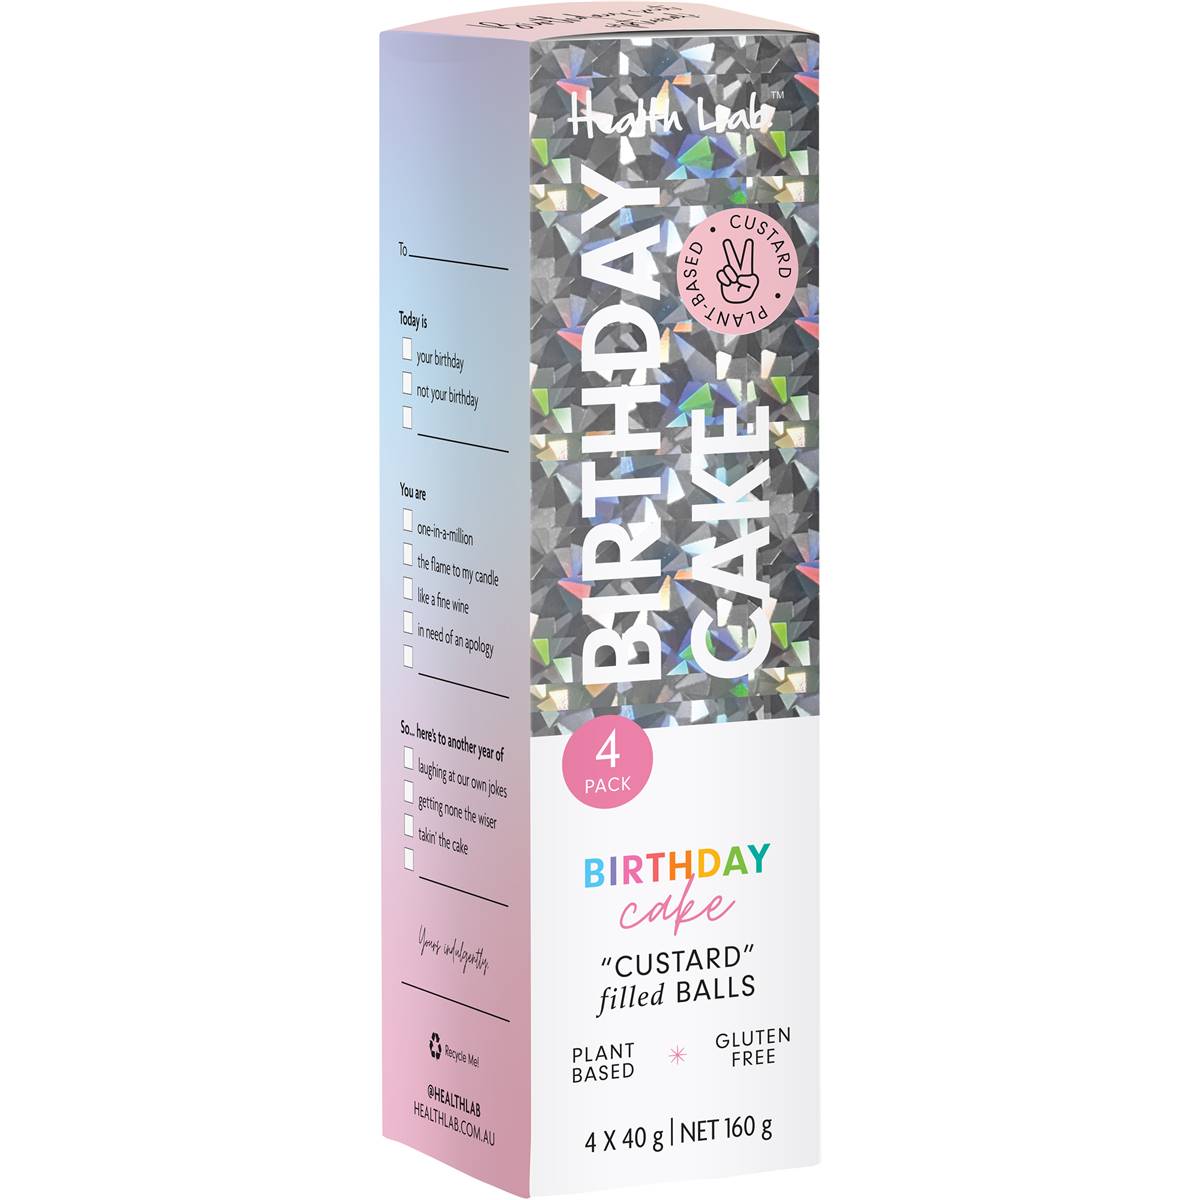 Health Lab™
BIRTHDAY
CAKE
CUSTARD • PLANT-BASED •
4
PACK
BIRTHDAY
cake
"CUSTARD"
filled BALLS
PLANT
BASED
GLUTEN
FREE
4 X 40 g | NET 160 g
To
Today is
your birthday
not your birthday
You are
one-in-a-million
the flame to my candle
like a fine wine
in need of an apology
So... here's to another year of
laughing at our own jokes
getting none the wiser
takin' the cake
Yours indulgently,
Recycle Me!
@HEALTHLAB
HEALTHLAB.COM.AU